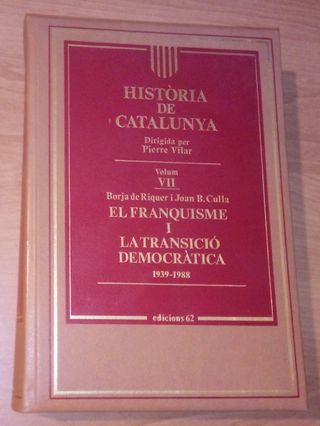 HISTÒRIA
DE
CATALUNYA
Dirigida per
Pierre Vilar
Volum
VII
Borja de Riquer i Joan B. Culla
EL FRANQUISME
I
LA TRANSICIÓ
DEMOCRÀTICA
1939-1988
edicions 62